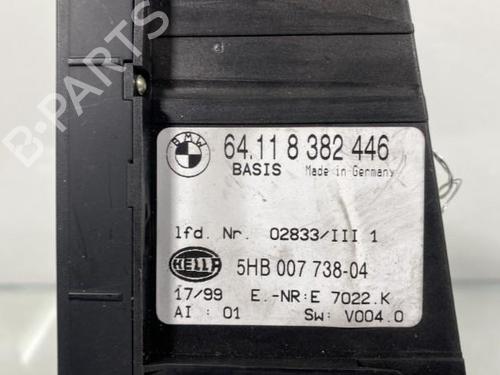 B-PARTS
BMW
64.11 8 382 446
BASIS Made in Germany
lfd. Nr. 02833/III 1
HELLA 5HB 007 738-04
17/99 E.-NR:E 7022.K
AI : 01 Sw: V004.0